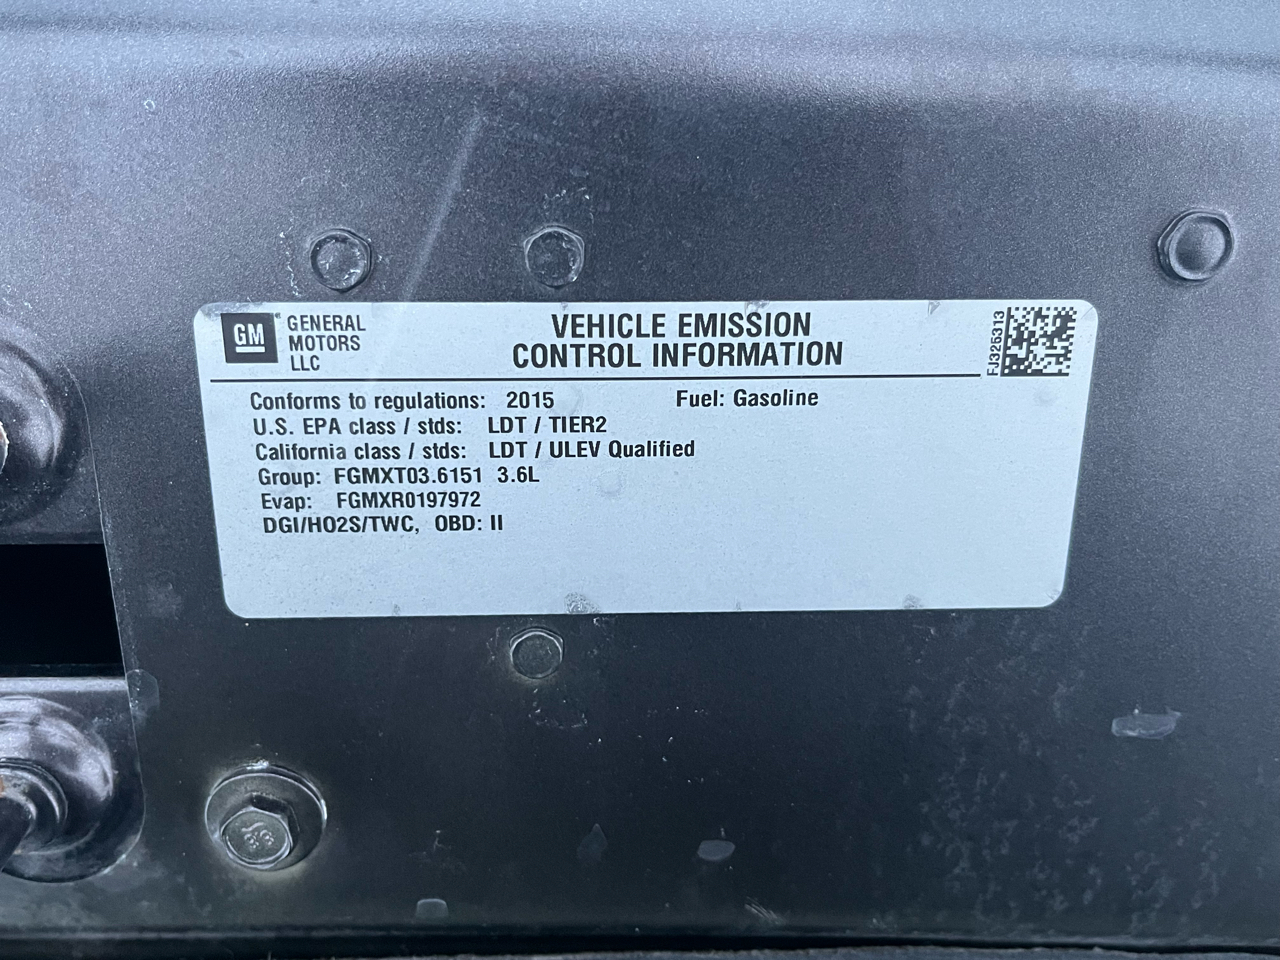 GM
GENERAL
MOTORS
LLC
VEHICLE EMISSION
CONTROL INFORMATION
FJ325313
Conforms to regulations: 2015 Fuel: Gasoline
U.S. EPA class / stds: LDT / TIER2
California class / stds: LDT / ULEV Qualified
Group: FGMXT03.6151 3.6L
Evap: FGMXR0197972
DGI/HO2S/TWC, OBD: II